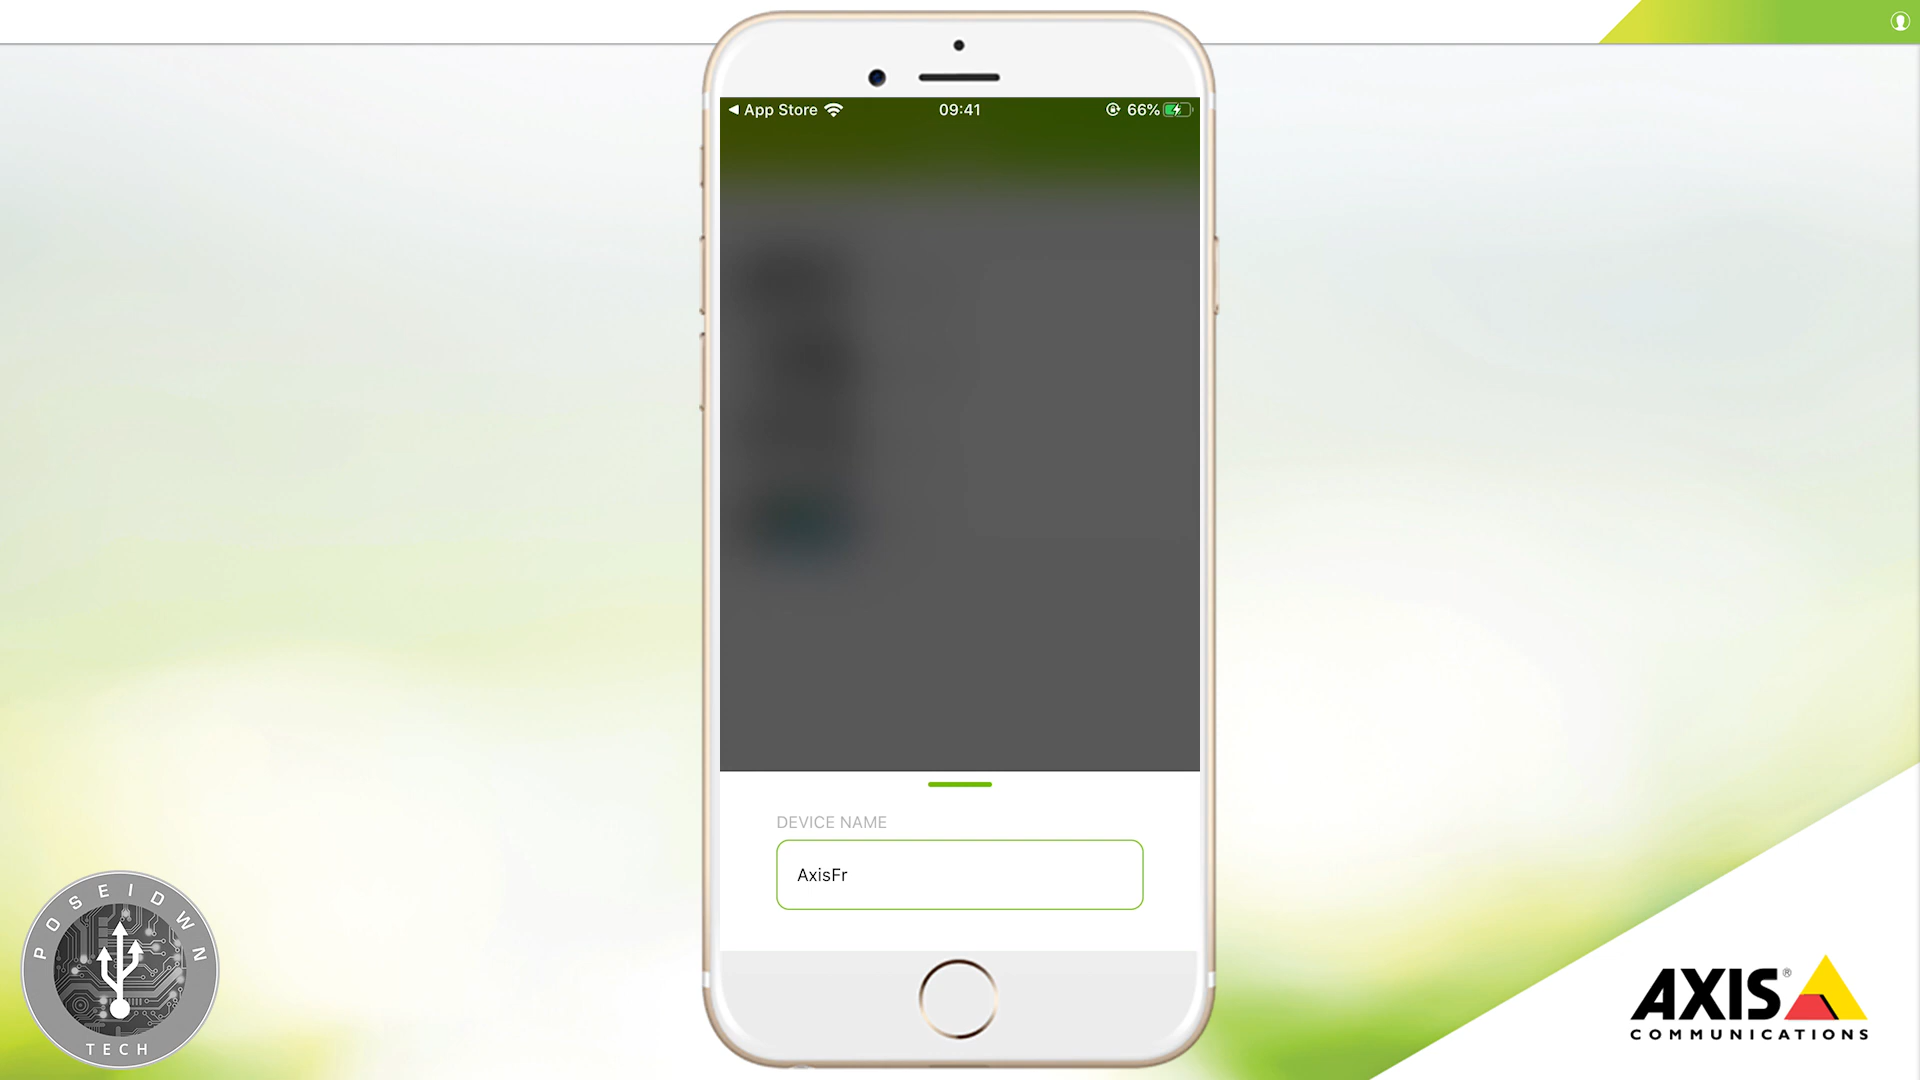 App Store
09:41
66%
DEVICE NAME
AxisFr
POSEIDWN
TECH
AXIS®
COMMUNICATIONS